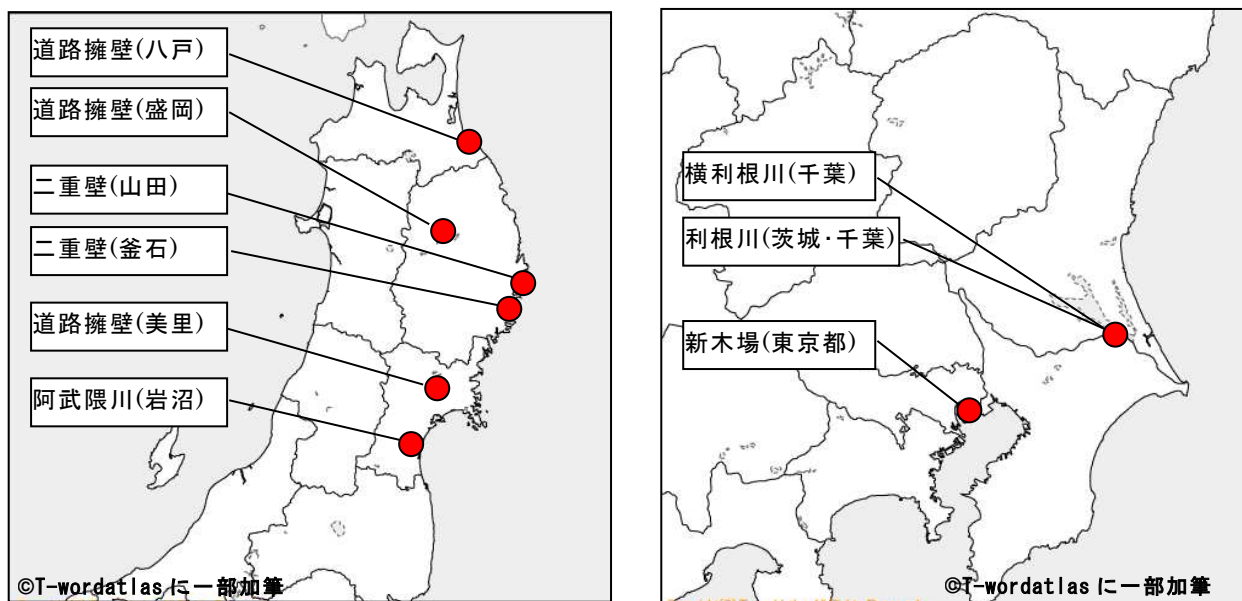 道路擁壁(八戸)
道路擁壁(盛岡)
二重壁(山田)
二重壁(釜石)
道路擁壁(美里)
阿武隈川(岩沼)
©T-wordatlasに一部加筆
横利根川(千葉)
利根川(茨城･千葉)
新木場(東京都)
©T-wordatlasに一部加筆